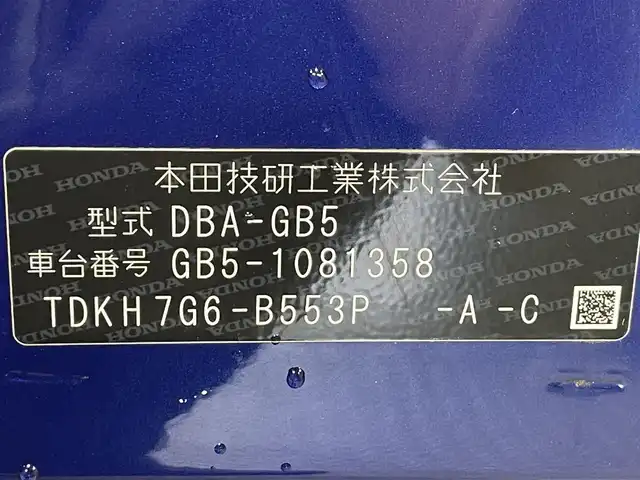 本田技研工業株式会社
型式 DBA-GB5
車台番号 GB5-1081358
TDKH7G6-B553P -A -C